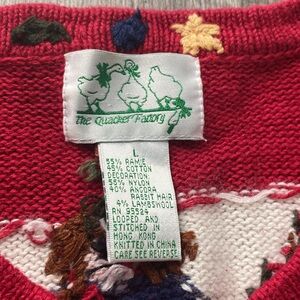 The Quacker Factory
L
55% RAMIE
45% COTTON
DECORATION:
56% NYLON
40% ANGORA
RABBIT HAIR
4% LAMBSWOOL
RN 95524
LOOPED AND
STITCHED IN
HONG KONG
KNITTED IN CHINA
CARE SEE REVERSE